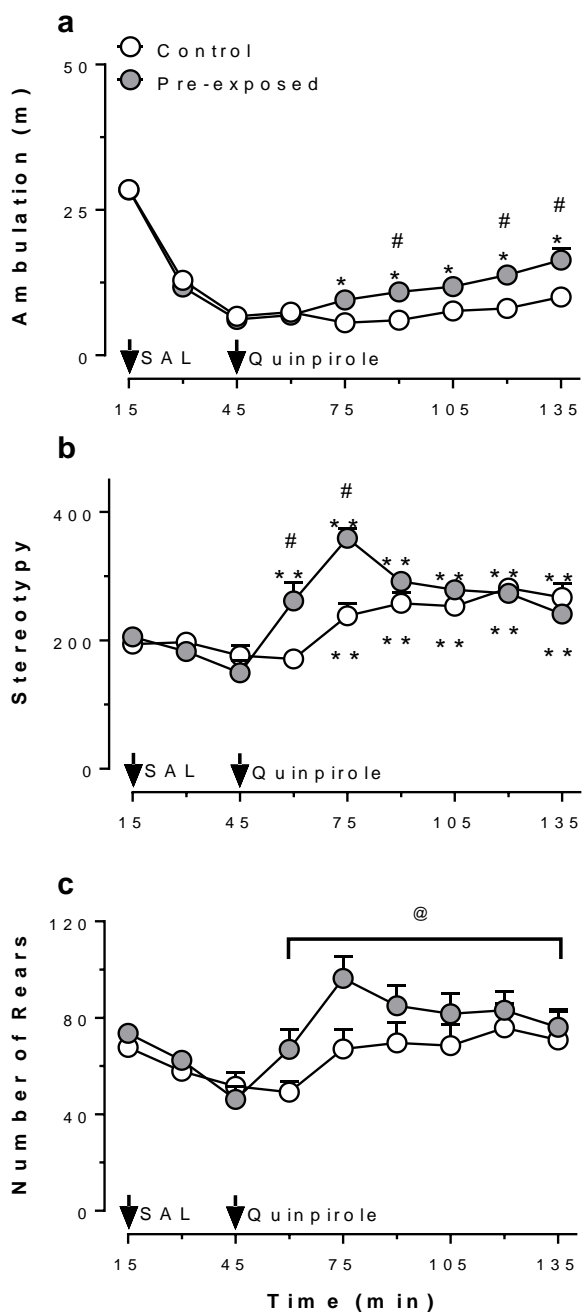 a
Control
Pre-exposed
Ambulation (m)
50
25
0
# # #
* * * * *
SAL Quinpirole
15 45 75 105 135
b
Stereotypy
400
200
0
# #
** ** ** ** ** **
** ** ** ** **
SAL Quinpirole
15 45 75 105 135
c
Number of Rears
120
80
40
0
@
SAL Quinpirole
15 45 75 105 135
Time (min)